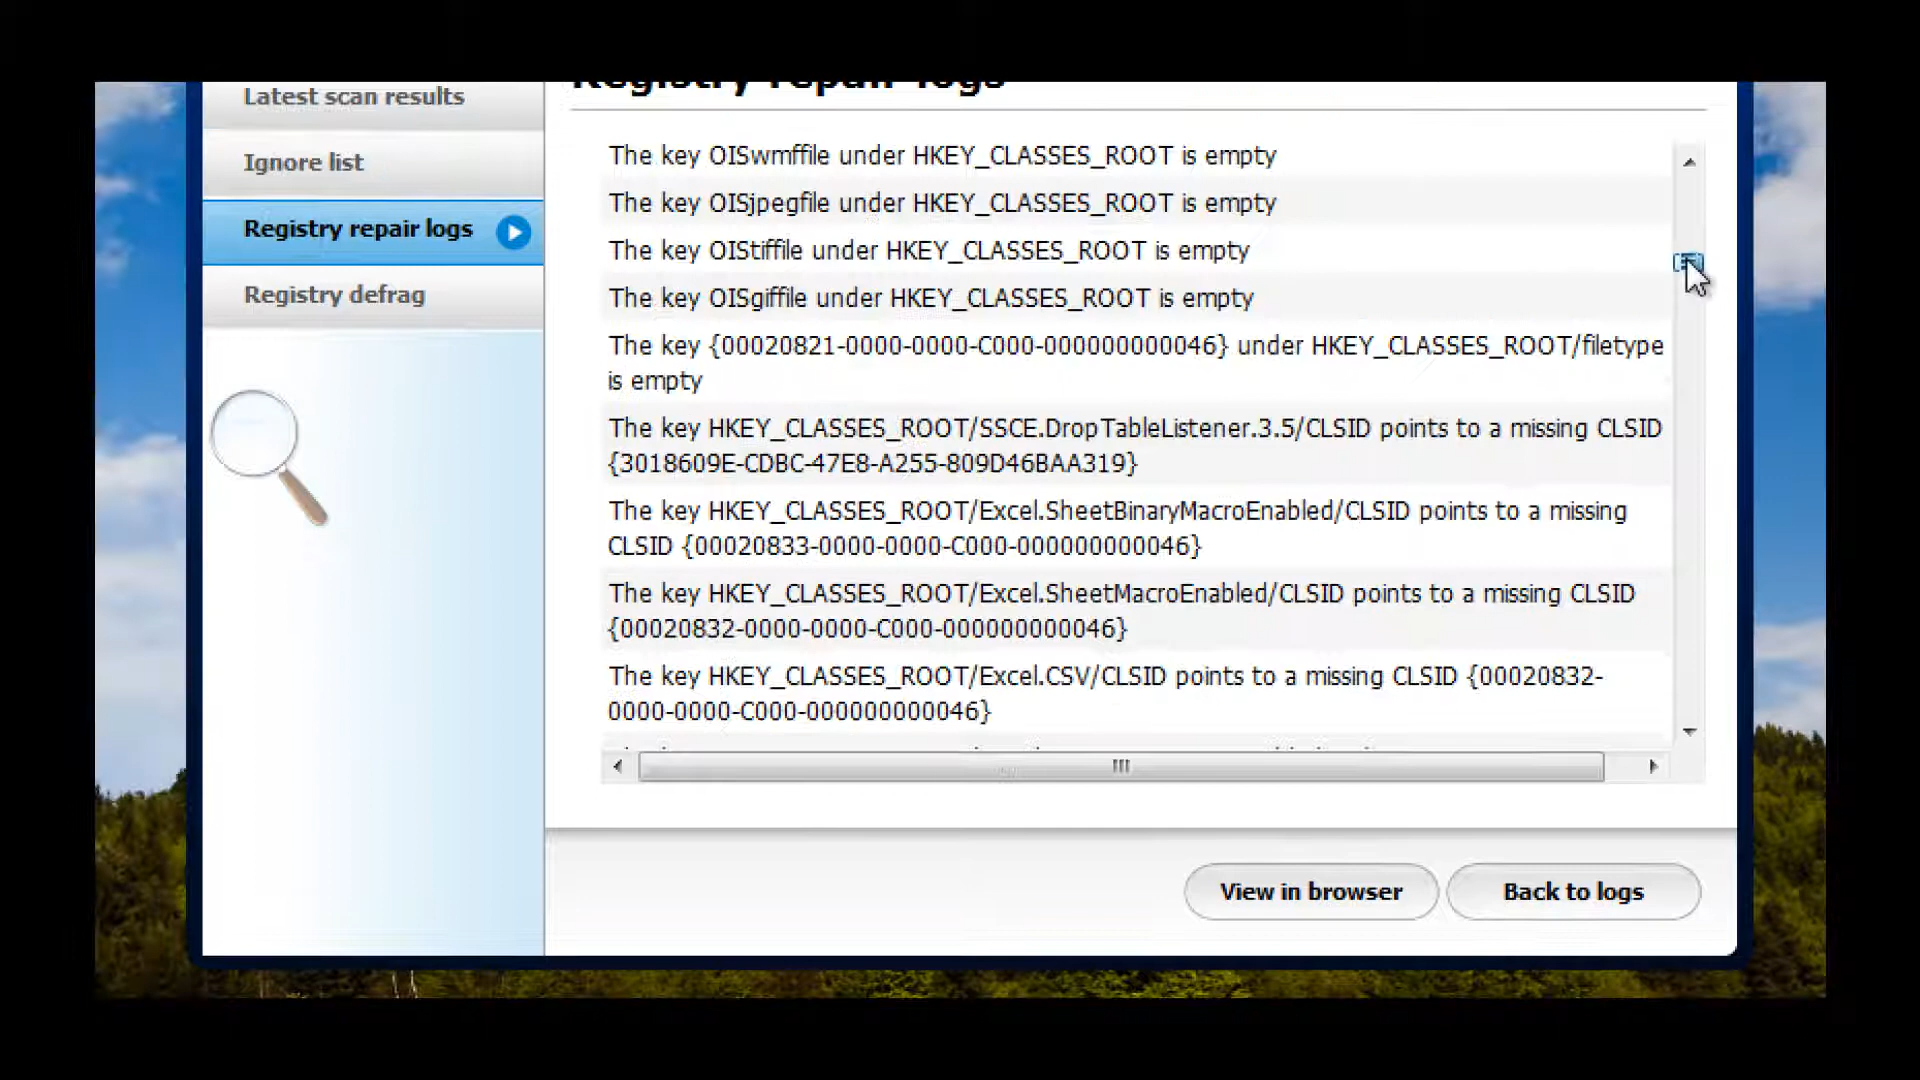 Registry repair logs
Latest scan results
Ignore list
Registry repair logs
Registry defrag
The key OISwmffile under HKEY_CLASSES_ROOT is empty
The key OISjpegfile under HKEY_CLASSES_ROOT is empty
The key OIStiffile under HKEY_CLASSES_ROOT is empty
The key OISgiffile under HKEY_CLASSES_ROOT is empty
The key {00020821-0000-0000-C000-000000000046} under HKEY_CLASSES_ROOT/filetype
is empty
The key HKEY_CLASSES_ROOT/SSCE.DropTableListener.3.5/CLSID points to a missing CLSID
{3018609E-CDBC-47E8-A255-809D46BAA319}
The key HKEY_CLASSES_ROOT/Excel.SheetBinaryMacroEnabled/CLSID points to a missing
CLSID {00020833-0000-0000-C000-000000000046}
The key HKEY_CLASSES_ROOT/Excel.SheetMacroEnabled/CLSID points to a missing CLSID
{00020832-0000-0000-C000-000000000046}
The key HKEY_CLASSES_ROOT/Excel.CSV/CLSID points to a missing CLSID {00020832-
0000-0000-C000-000000000046}
View in browser
Back to logs